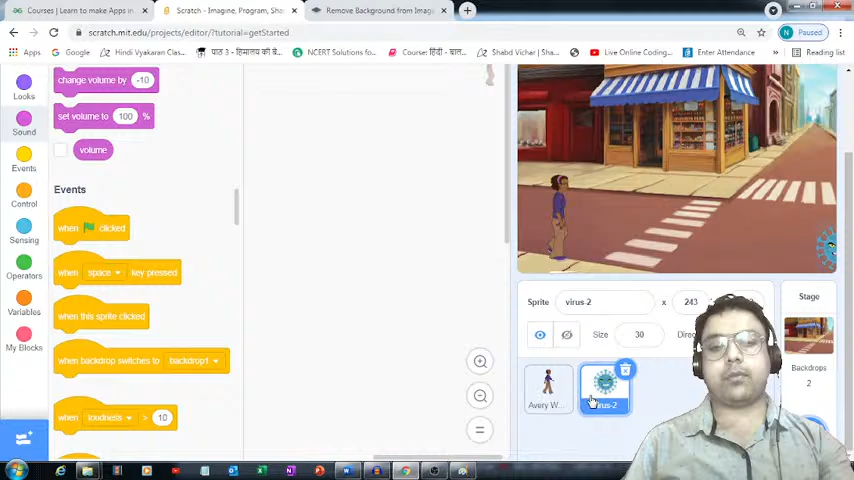 Courses | Learn to make Apps in
Scratch - Imagine, Program, Sha
Remove Background from Imag
scratch.mit.edu/projects/editor/?tutorial=getStarted
N Paused
Apps
Google
Hindi Vyakaran Clas
पाठ 3 - हिमालय की बे
NCERT Solutions fo
Course: हिंदी - बाल
Shabd Vichar | Sha
Live Online Coding
Enter Attendance
Reading list
Looks
Sound
Events
Control
Sensing
Operators
Variables
My Blocks
change volume by -10
set volume to 100 %
volume
Events
when clicked
when space key pressed
when this sprite clicked
when backdrop switches to backdrop1
when loudness > 10
Sprite virus-2 x 243
Size 30
Avery W...
virus-2
Stage
Backdrops
2